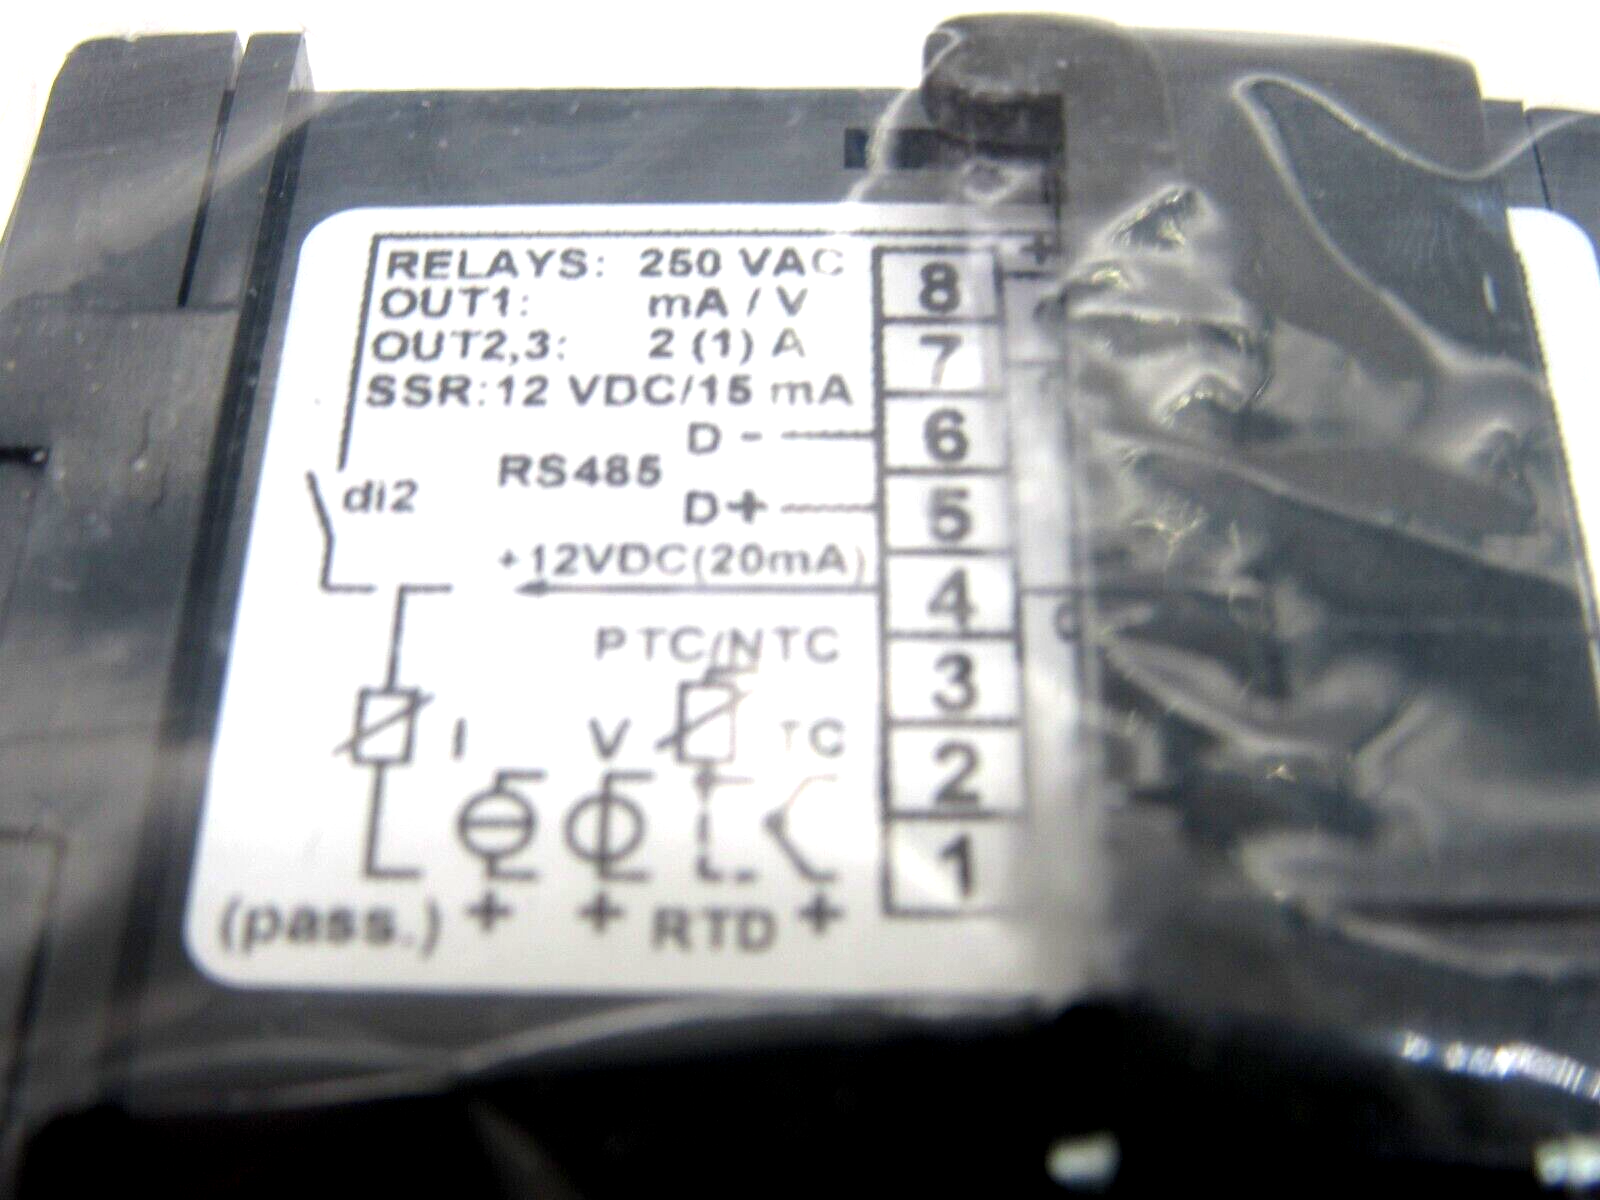 RELAYS: 250 VAC
OUT1: mA / V
OUT2,3: 2 (1) A
SSR: 12 VDC/15 mA
D -
RS485
D+
di2
+12VDC(20mA)
PTC/NTC
I V TC
(pass.) + + RTD +
8
7
6
5
4
3
2
1